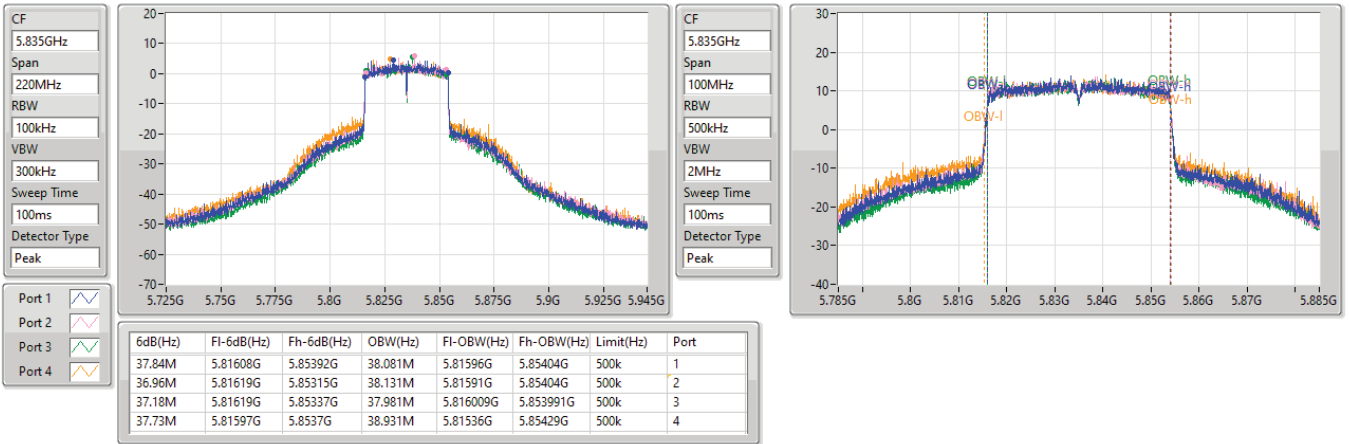 CF
5.835GHz
Span
220MHz
RBW
100kHz
VBW
300kHz
Sweep Time
100ms
Detector Type
Peak
20
10
0
-10
-20
-30
-40
-50
-60
-70
5.725G 5.75G 5.775G 5.8G 5.825G 5.85G 5.875G 5.9G 5.925G 5.945G
CF
5.835GHz
Span
100MHz
RBW
500kHz
VBW
2MHz
Sweep Time
100ms
Detector Type
Peak
30
20
10
0
-10
-20
-30
-40
OBW-l
OBW-l
OBW-h
OBW-h
OBW-h
5.785G 5.8G 5.81G 5.82G 5.83G 5.84G 5.85G 5.86G 5.87G 5.885G
Port 1
Port 2
Port 3
Port 4
6dB(Hz) Fl-6dB(Hz) Fh-6dB(Hz) OBW(Hz) Fl-OBW(Hz) Fh-OBW(Hz) Limit(Hz) Port
37.84M 5.81608G 5.85392G 38.081M 5.81596G 5.85404G 500k 1
36.96M 5.81619G 5.85315G 38.131M 5.81591G 5.85404G 500k 2
37.18M 5.81619G 5.85337G 37.981M 5.816009G 5.853991G 500k 3
37.73M 5.81597G 5.8537G 38.931M 5.81536G 5.85429G 500k 4